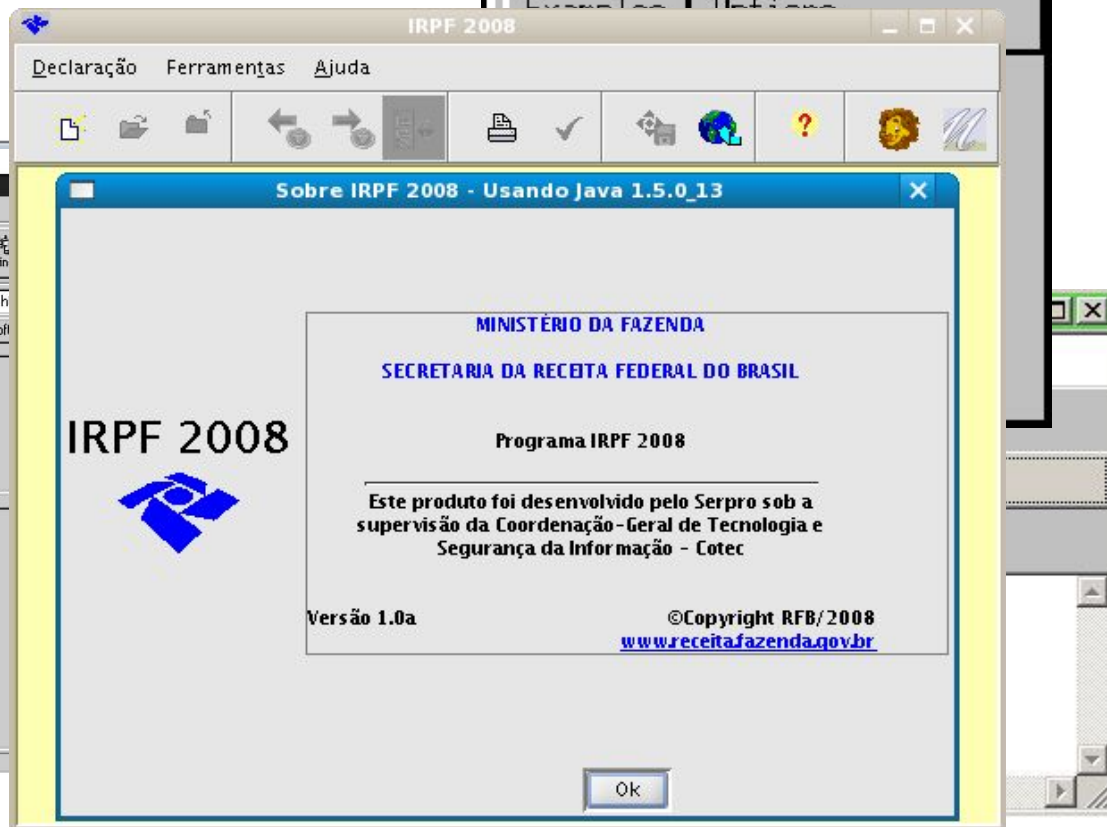 Examples Options
IRPF 2008
Declaração Ferramentas Ajuda
Sobre IRPF 2008 - Usando Java 1.5.0_13
MINISTÉRIO DA FAZENDA
SECRETARIA DA RECEITA FEDERAL DO BRASIL
IRPF 2008
Programa IRPF 2008
Este produto foi desenvolvido pelo Serpro sob a
supervisão da Coordenação-Geral de Tecnologia e
Segurança da Informação - Cotec
Versão 1.0a
©Copyright RFB/2008
www.receita.fazenda.gov.br
Ok